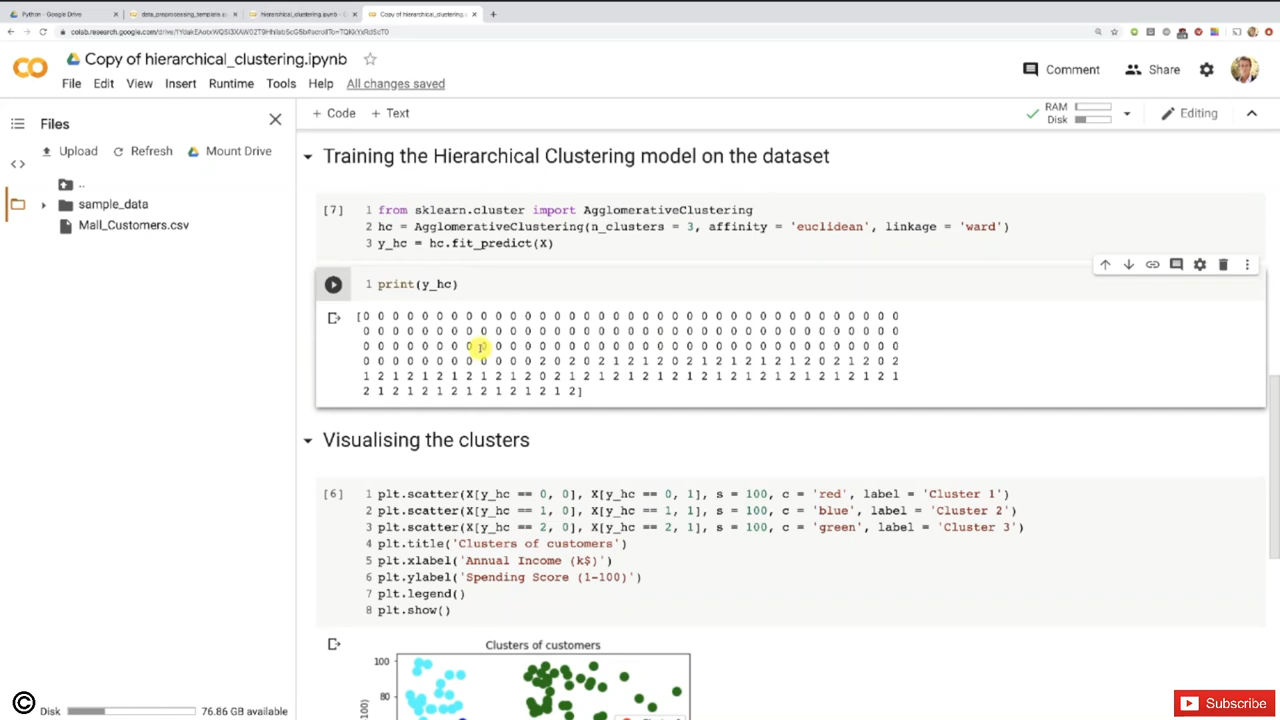 Python - Google Drive
data_preprocessing_template.
hierarchical_clustering.ipynb - C
Copy of hierarchical_clustering.
Copy of hierarchical_clustering.ipynb
File Edit View Insert Runtime Tools Help All changes saved
Comment
Share
+ Code + Text
RAM
Disk
Editing
Files
Upload Refresh Mount Drive
..
sample_data
Mall_Customers.csv
Disk
76.86 GB available
Training the Hierarchical Clustering model on the dataset
[7]
1 from sklearn.cluster import AgglomerativeClustering
2 hc = AgglomerativeClustering(n_clusters = 3, affinity = 'euclidean', linkage = 'ward')
3 y_hc = hc.fit_predict(X)
1 print(y_hc)
[0 0 0 0 0 0 0 0 0 0 0 0 0 0 0 0 0 0 0 0 0 0 0 0 0 0 0 0 0 0 0 0 0 0 0 0 0
0 0 0 0 0 0 0 0 0 0 0 0 0 0 0 0 0 0 0 0 0 0 0 0 0 0 0 0 0 0 0 0 0 0 0 0 0
0 0 0 0 0 0 0 0 0 0 0 0 0 0 0 0 0 0 0 0 0 0 0 0 0 0 0 0 0 0 0 0 0 0 0 0 0
0 0 0 0 0 0 0 0 0 0 0 0 2 0 2 0 2 1 2 1 2 0 2 1 2 1 2 1 2 1 2 0 2 1 2 0 2
1 2 1 2 1 2 1 2 1 2 1 2 0 2 1 2 1 2 1 2 1 2 1 2 1 2 1 2 1 2 1 2 1 2 1 2 1
2 1 2 1 2 1 2 1 2 1 2 1 2 1 2]
Visualising the clusters
[6]
1 plt.scatter(X[y_hc == 0, 0], X[y_hc == 0, 1], s = 100, c = 'red', label = 'Cluster 1')
2 plt.scatter(X[y_hc == 1, 0], X[y_hc == 1, 1], s = 100, c = 'blue', label = 'Cluster 2')
3 plt.scatter(X[y_hc == 2, 0], X[y_hc == 2, 1], s = 100, c = 'green', label = 'Cluster 3')
4 plt.title('Clusters of customers')
5 plt.xlabel('Annual Income (k$)')
6 plt.ylabel('Spending Score (1-100)')
7 plt.legend()
8 plt.show()
Clusters of customers
100
80
100)
Subscribe